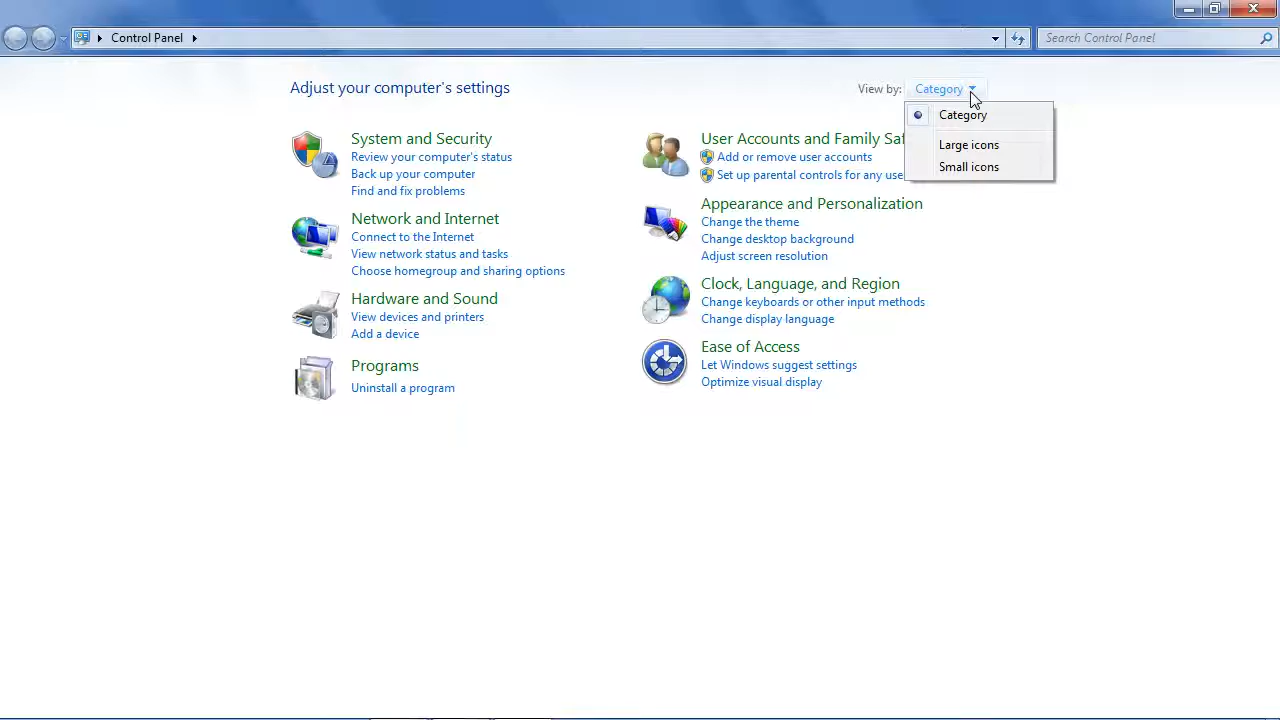 Control Panel
Search Control Panel
Adjust your computer's settings
View by: Category
Category
Large icons
Small icons
System and Security
Review your computer's status
Back up your computer
Find and fix problems
Network and Internet
Connect to the Internet
View network status and tasks
Choose homegroup and sharing options
Hardware and Sound
View devices and printers
Add a device
Programs
Uninstall a program
User Accounts and Family Saf
Add or remove user accounts
Set up parental controls for any use
Appearance and Personalization
Change the theme
Change desktop background
Adjust screen resolution
Clock, Language, and Region
Change keyboards or other input methods
Change display language
Ease of Access
Let Windows suggest settings
Optimize visual display